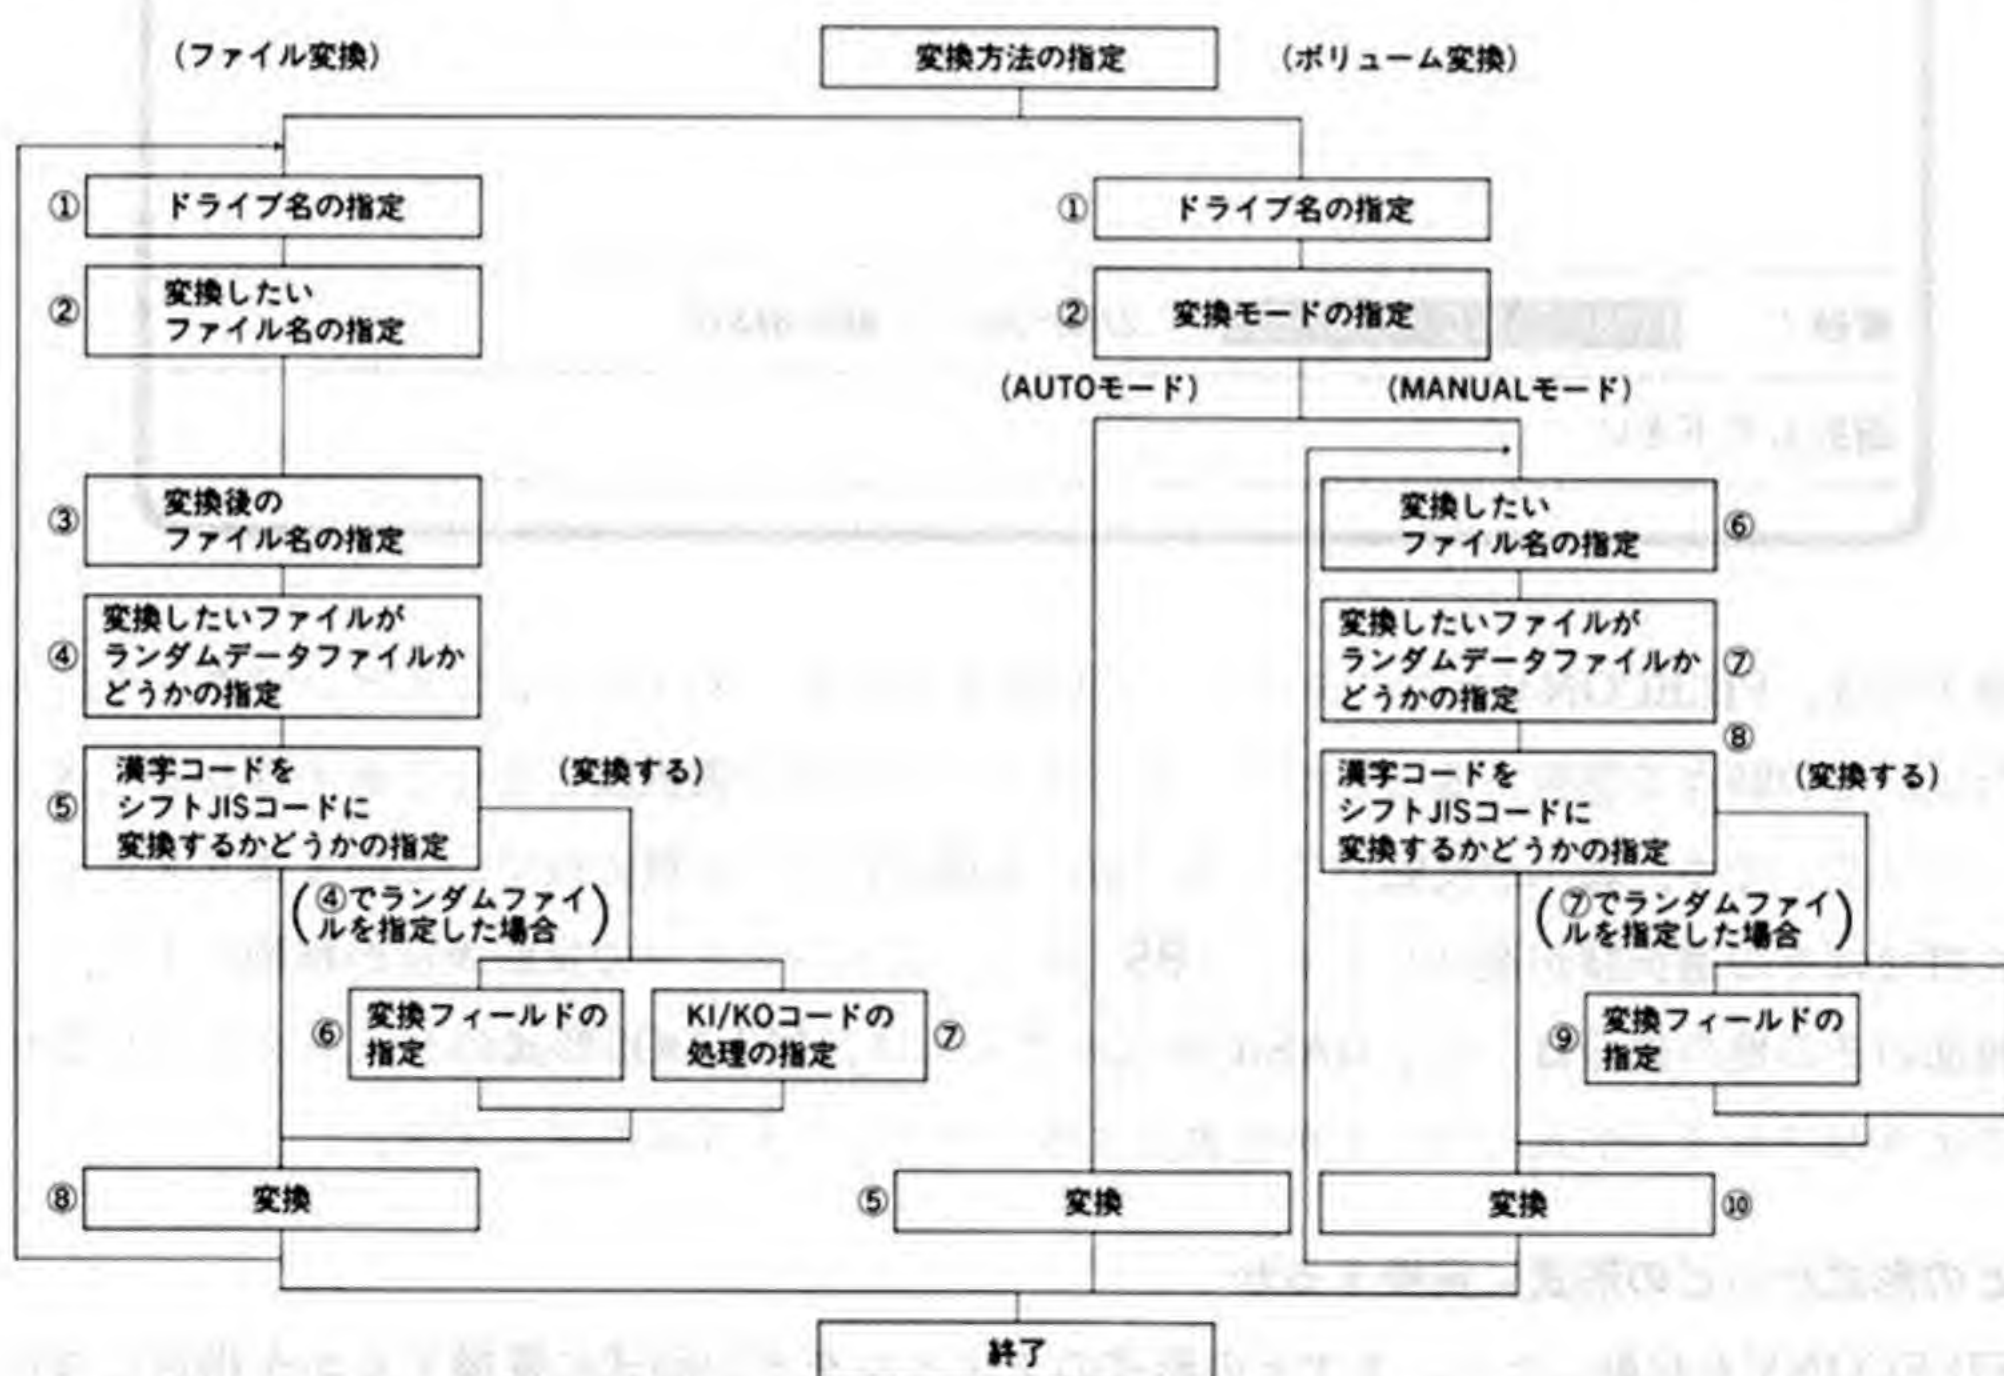 (ファイル変換)
変換方法の指定
(ボリューム変換)
①
ドライブ名の指定
②
変換したい
ファイル名の指定
③
変換後の
ファイル名の指定
④
変換したいファイルが
ランダムデータファイルか
どうかの指定
⑤
漢字コードを
シフトJISコードに
変換するかどうかの指定
(変換する)
(④でランダムファイ
ルを指定した場合)
⑥
変換フィールドの
指定
KI/KOコードの
処理の指定
⑦
⑧
変換
①
ドライブ名の指定
②
変換モードの指定
(AUTOモード)
(MANUALモード)
⑤
変換
変換したい
ファイル名の指定
⑥
変換したいファイルが
ランダムデータファイルか
どうかの指定
⑦
⑧
漢字コードを
シフトJISコードに
変換するかどうかの指定
(変換する)
(⑦でランダムファイ
ルを指定した場合)
⑨
変換フィールドの
指定
変換
⑩
終了